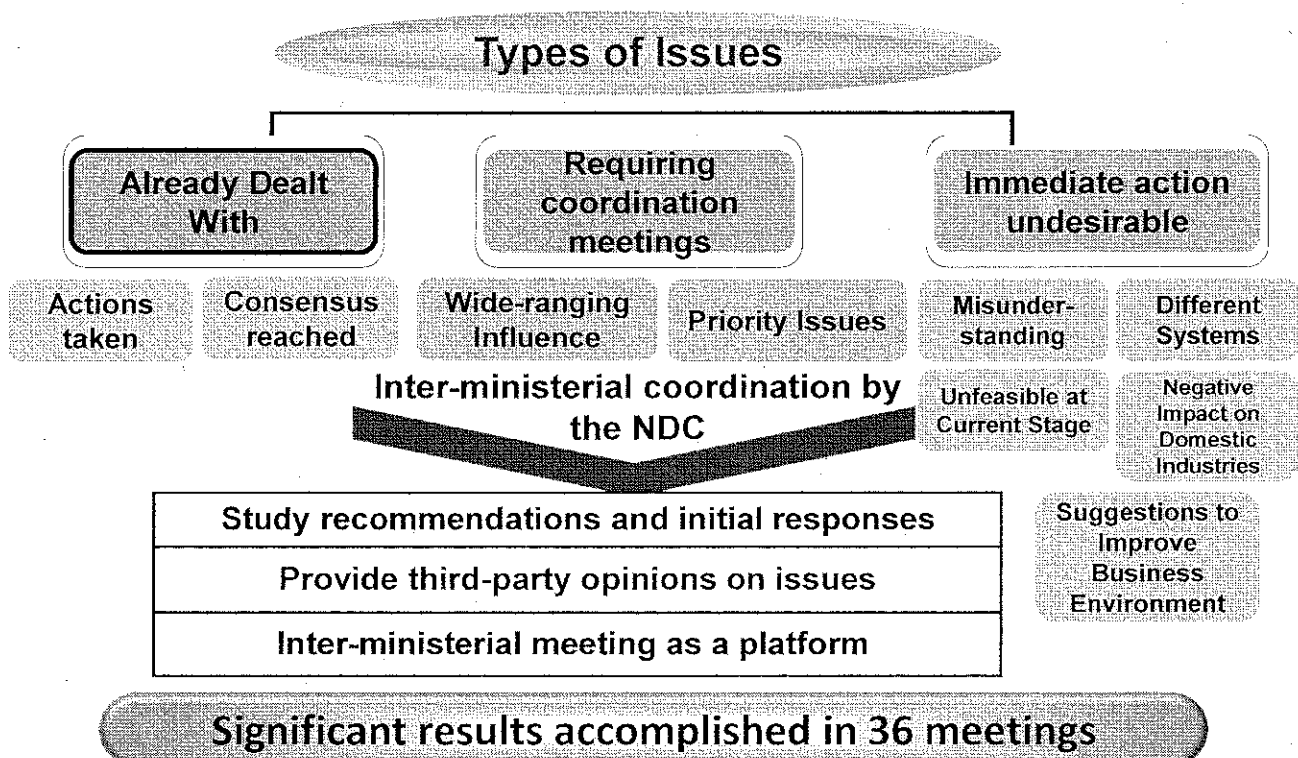 Types of Issues
Already Dealt
With
Requiring
coordination
meetings
Immediate action
undesirable
Actions
taken
Consensus
reached
Wide-ranging
Influence
Priority Issues
Misunder-
standing
Different
Systems
Inter-ministerial coordination by
the NDC
Unfeasible at
Current Stage
Negative
Impact on
Domestic
Industries
Study recommendations and initial responses
Provide third-party opinions on issues
Inter-ministerial meeting as a platform
Suggestions to
Improve
Business
Environment
Significant results accomplished in 36 meetings